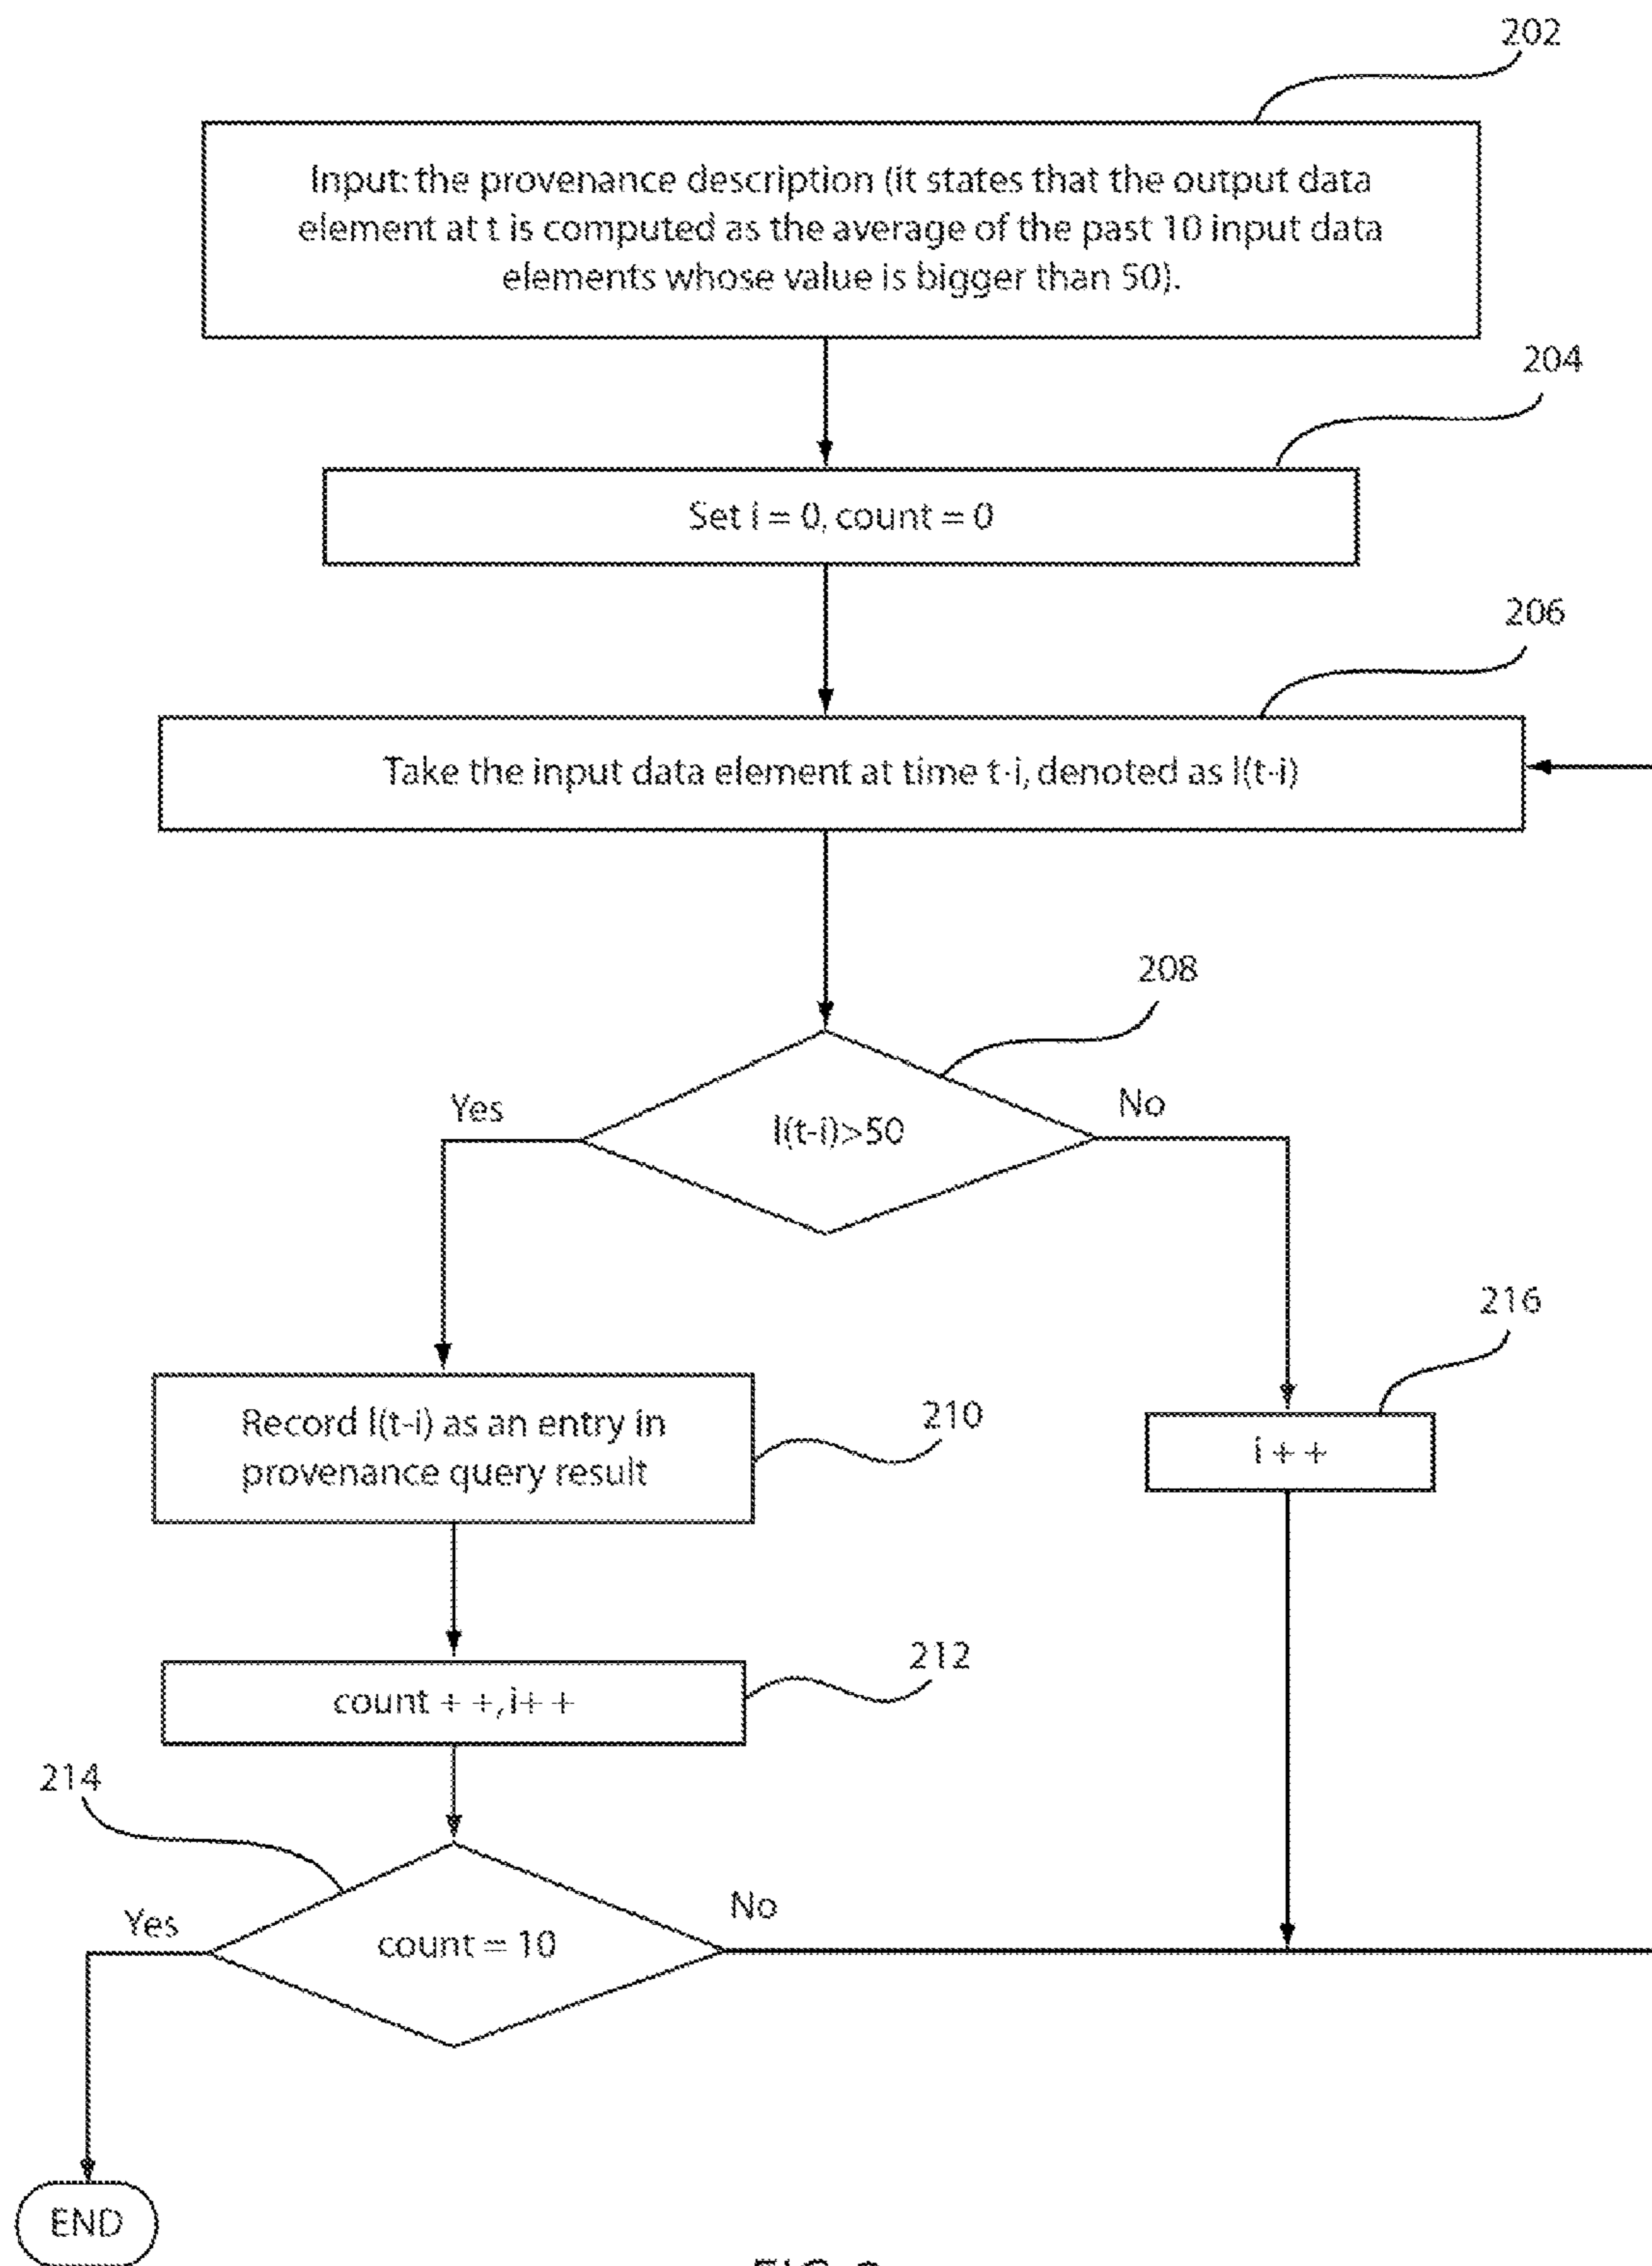 202
Input: the provenance description (it states that the output data
element at t is computed as the average of the past 10 input data
elements whose value is bigger than 50).
204
Set i = 0, count = 0
206
Take the input data element at time t-i, denoted as I(t-i)
208
Yes
I(t-i)>50
No
216
Record I(t-i) as an entry in
provenance query result
210
i + +
212
count + +, i+ +
214
Yes
count = 10
No
END